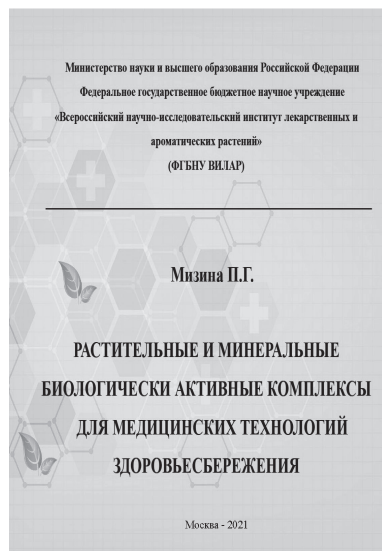 Министерство науки и высшего образования Российской Федерации
Федеральное государственное бюджетное научное учреждение
«Всероссийский научно-исследовательский институт лекарственных и
ароматических растений»
(ФГБНУ ВИЛАР)
Мизина П.Г.
РАСТИТЕЛЬНЫЕ И МИНЕРАЛЬНЫЕ
БИОЛОГИЧЕСКИ АКТИВНЫЕ КОМПЛЕКСЫ
ДЛЯ МЕДИЦИНСКИХ ТЕХНОЛОГИЙ
ЗДОРОВЬЕСБЕРЕЖЕНИЯ
Москва - 2021